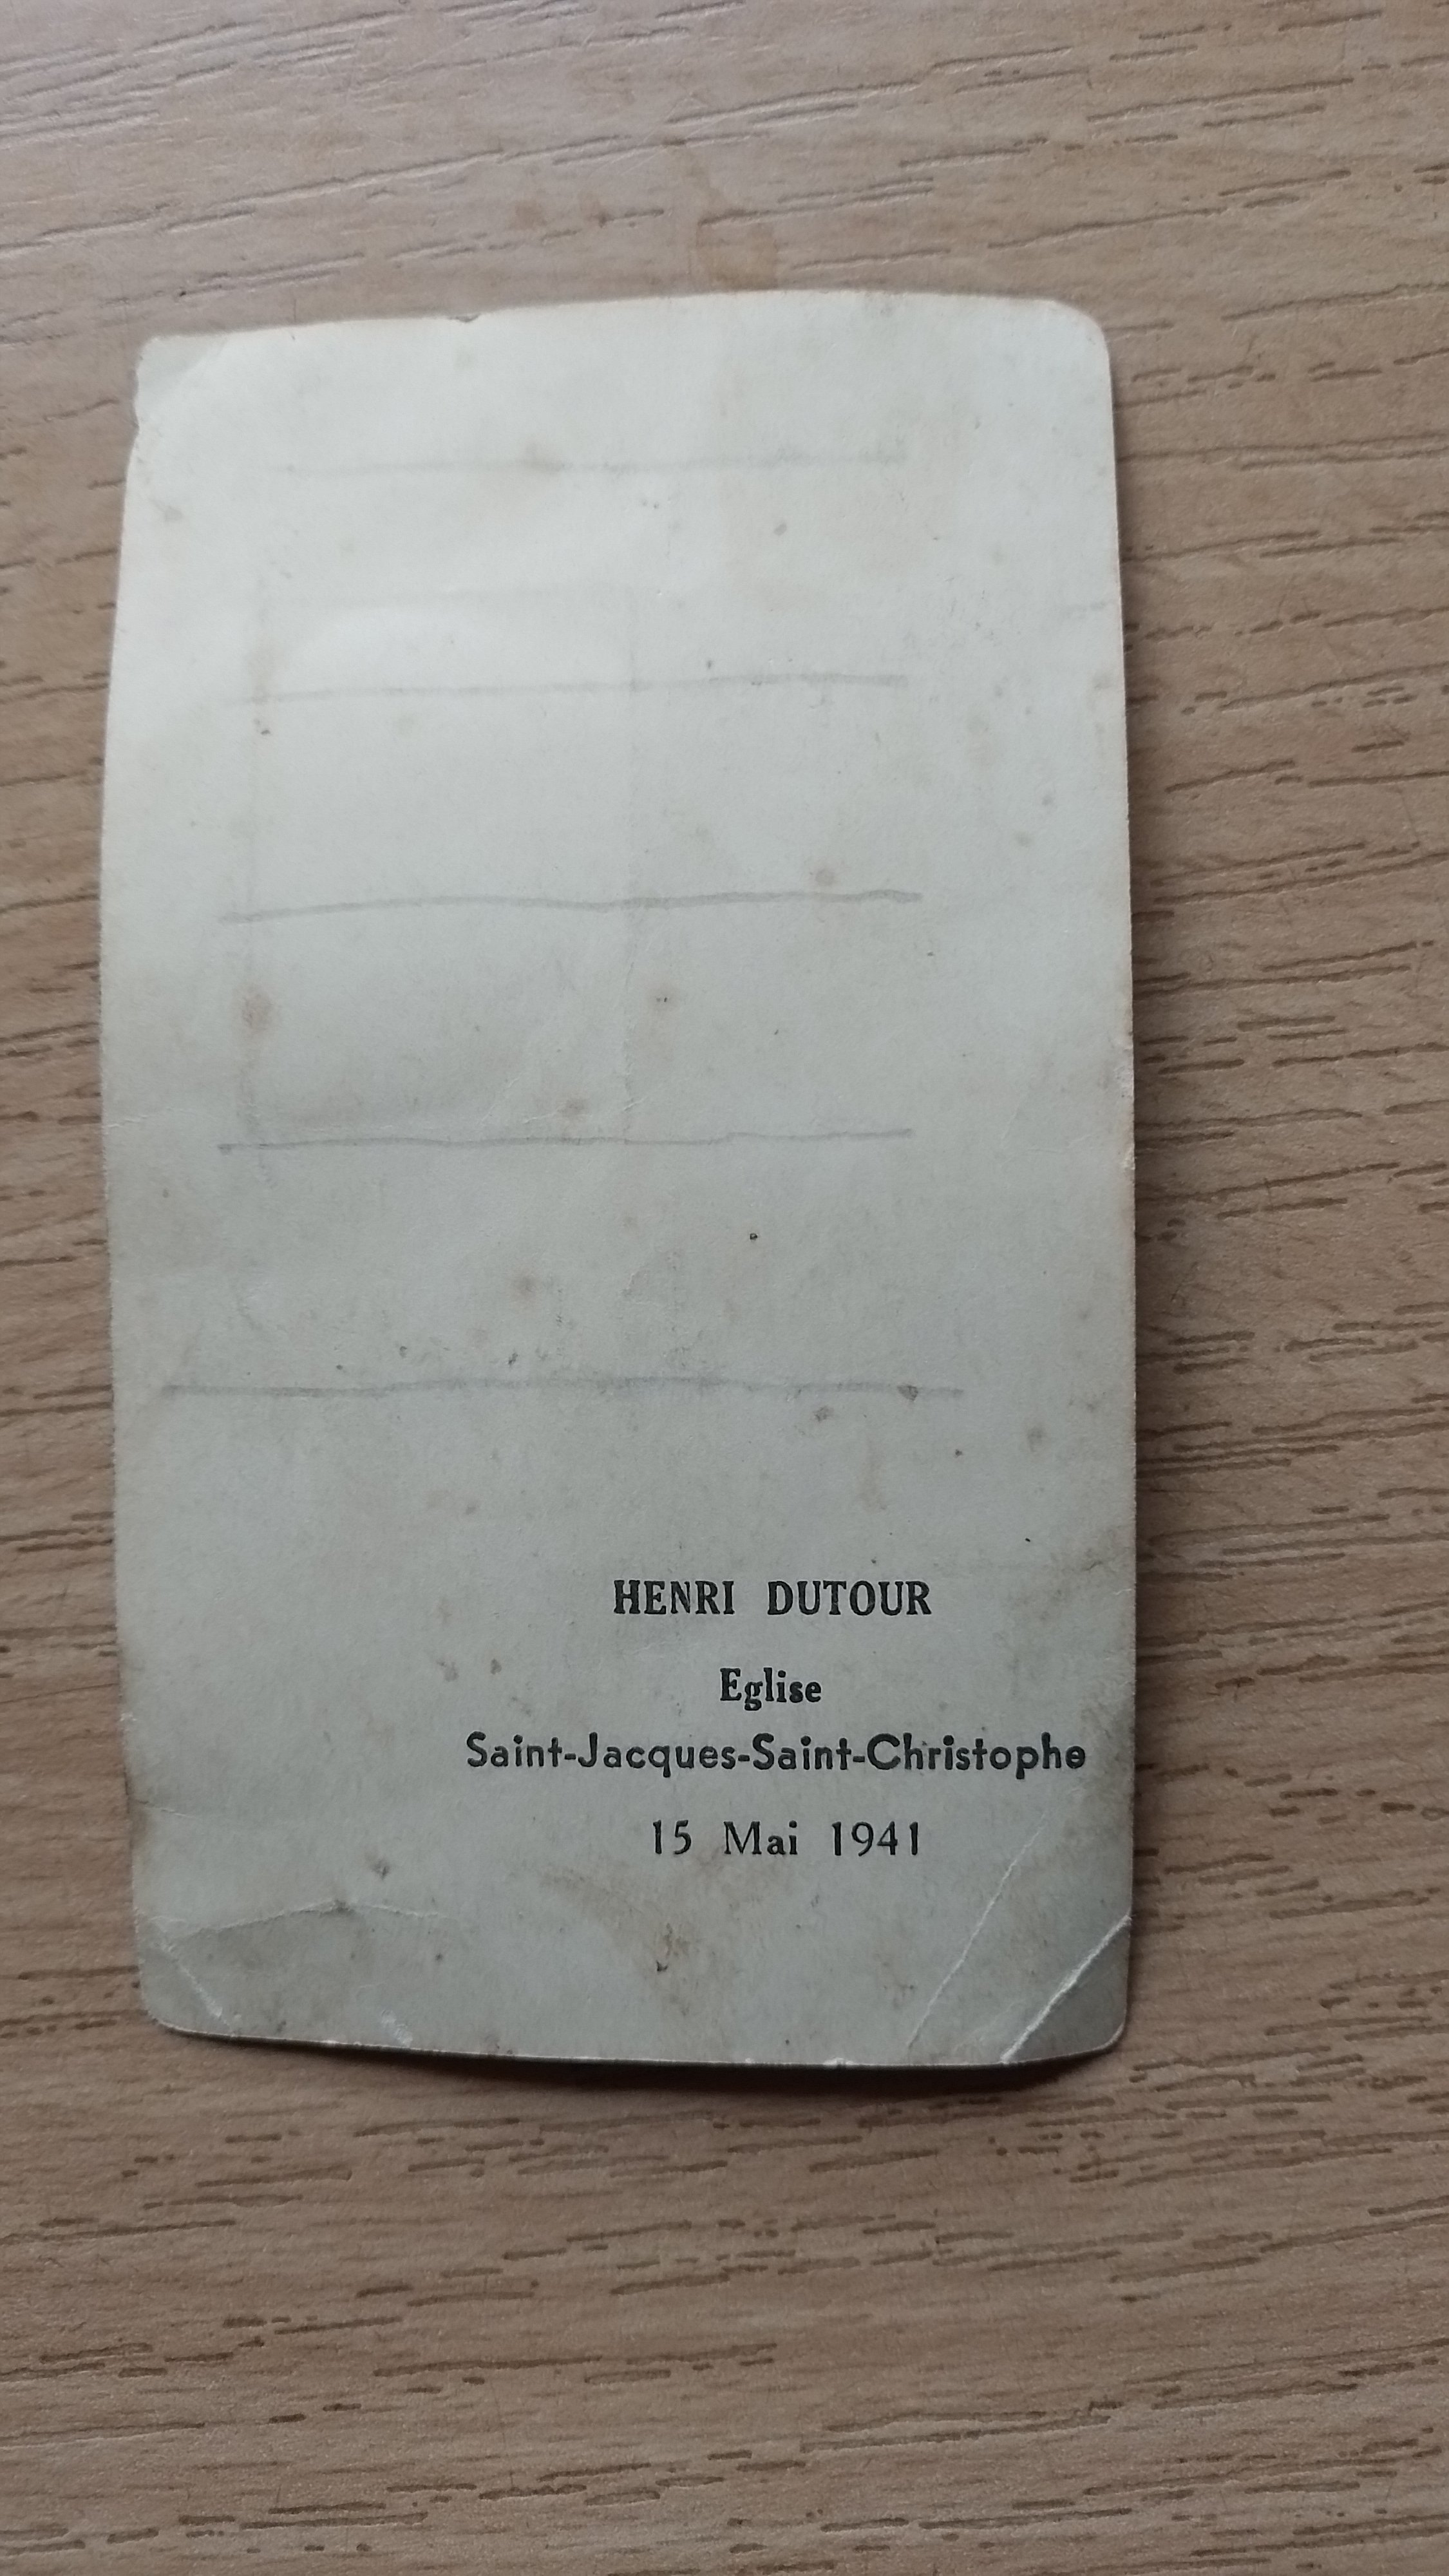 HENRI DUTOUR
Eglise
Saint-Jacques-Saint-Christophe
15 Mai 1941